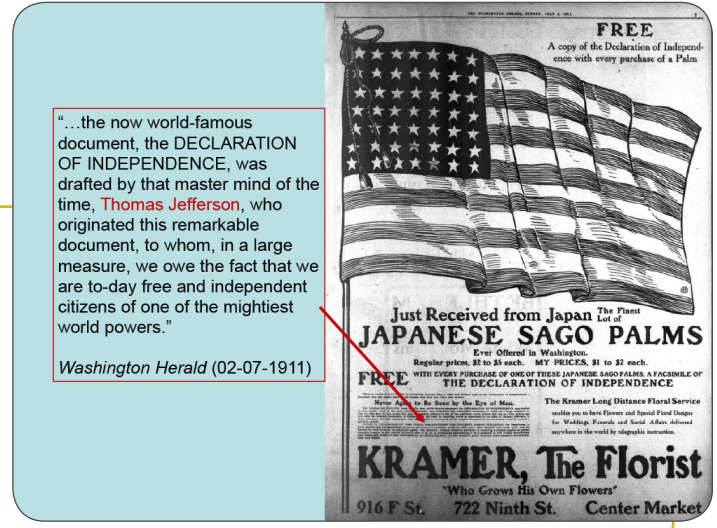 “…the now world-famous
document, the DECLARATION
OF INDEPENDENCE, was
drafted by that master mind of the
time, Thomas Jefferson, who
originated this remarkable
document, to whom, in a large
measure, we owe the fact that we
are to-day free and independent
citizens of one of the mightiest
world powers.”
Washington Herald (02-07-1911)
THE WASHINGTON HERALD, SUNDAY, JULY 2, 1911.
FREE
A copy of the Declaration of Independ-
ence with every purchase of a Palm
Just Received from Japan The Finest Lot of
JAPANESE SAGO PALMS
Ever Offered in Washington.
Regular prices, $2 to $5 each. MY PRICES, $1 to $2 each.
FREE WITH EVERY PURCHASE OF ONE OF THESE JAPANESE SAGO PALMS, A FACSIMILE OF
THE DECLARATION OF INDEPENDENCE
Never Again to Be Seen by the Eye of Man.
The Kramer Long Distance Floral Service
enables you to have Flowers and Special Floral Designs
for Weddings Funerals and Social Affairs delivered
anywhere in the world by telegraphic instruction.
KRAMER, The Florist
"Who Grows His Own Flowers"
916 F St. 722 Ninth St. Center Market